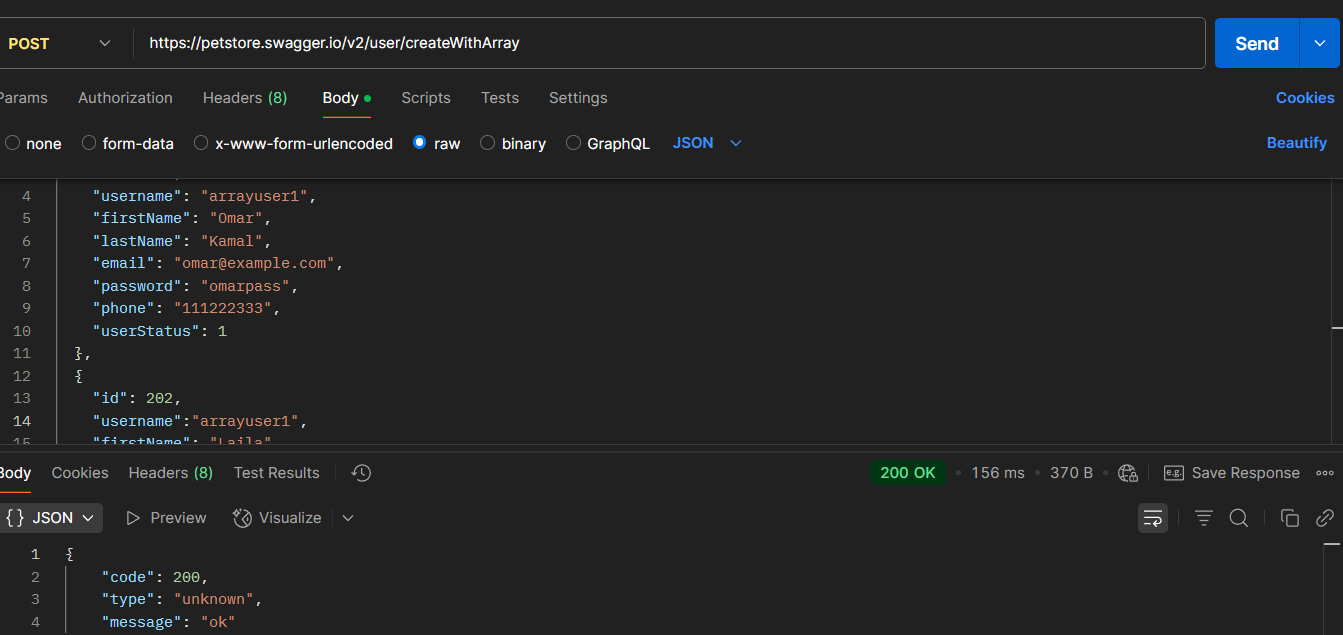 POST https://petstore.swagger.io/v2/user/createWithArray Send
Params Authorization Headers (8) Body Scripts Tests Settings Cookies
none form-data x-www-form-urlencoded raw binary GraphQL JSON Beautify
4 "username": "arrayuser1",
5 "firstName": "Omar",
6 "lastName": "Kamal",
7 "email": "omar@example.com",
8 "password": "omarpass",
9 "phone": "111222333",
10 "userStatus": 1
11 },
12 {
13 "id": 202,
14 "username":"arrayuser1",
15 "firstName": "Laila"
Body Cookies Headers (8) Test Results 200 OK • 156 ms • 370 B • e.g. Save Response
{} JSON Preview Visualize
1 {
2 "code": 200,
3 "type": "unknown",
4 "message": "ok"